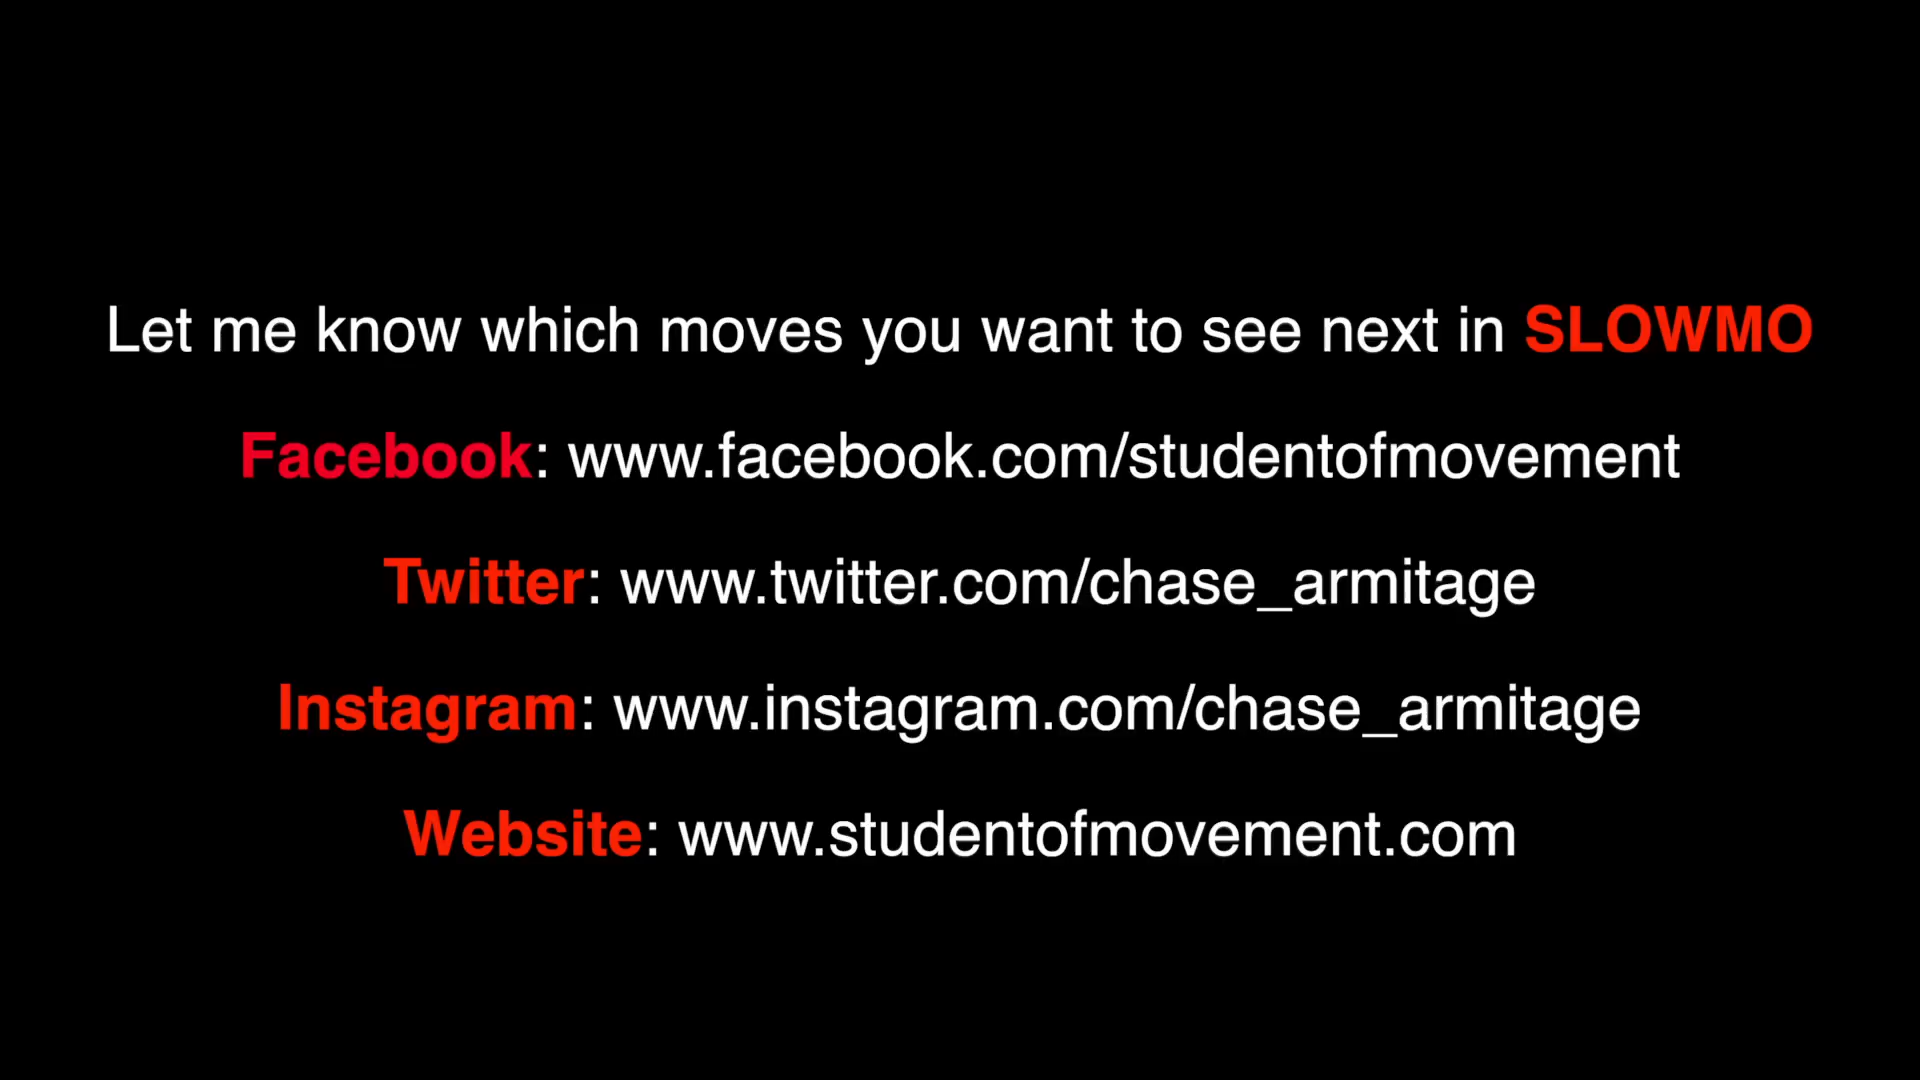 Let me know which moves you want to see next in SLOWMO
Facebook: www.facebook.com/studentofmovement
Twitter: www.twitter.com/chase_armitage
Instagram: www.instagram.com/chase_armitage
Website: www.studentofmovement.com